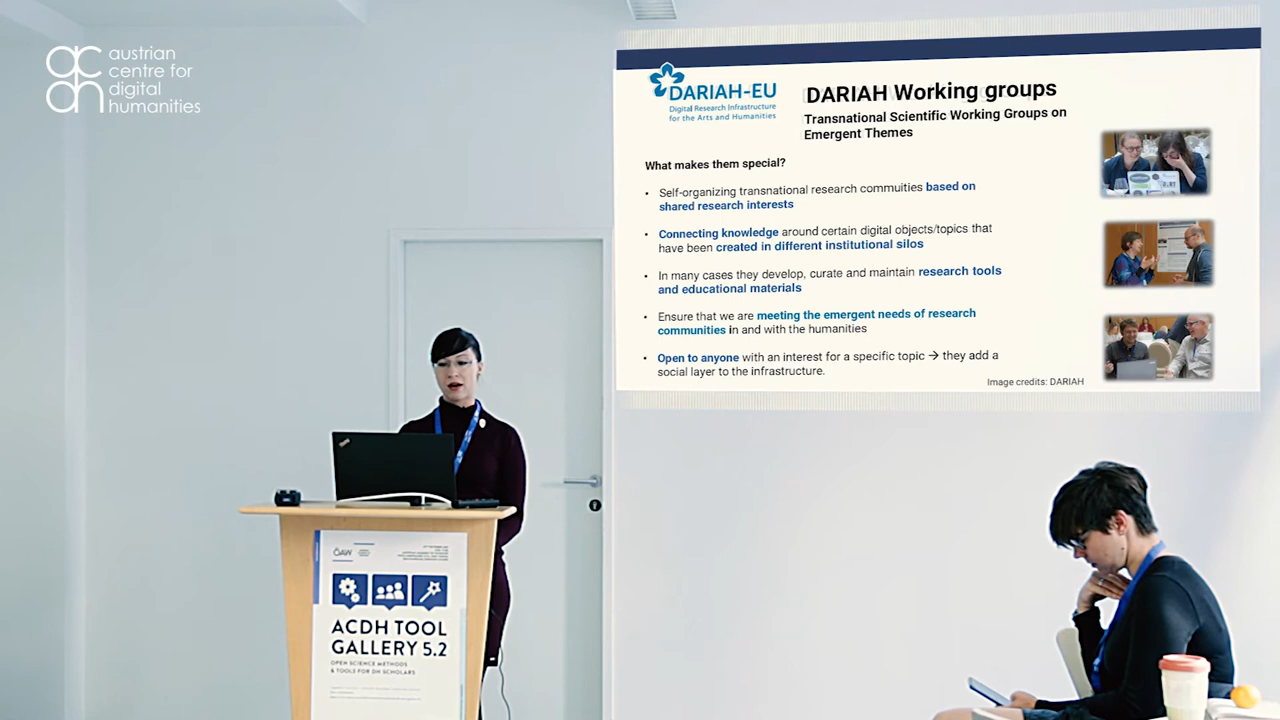 austrian
centre for
digital
humanities
DARIAH-EU
Digital Research Infrastructure
for the Arts and Humanities
DARIAH Working groups
Transnational Scientific Working Groups on
Emergent Themes
What makes them special?
• Self-organizing transnational research commuities based on
shared research interests
• Connecting knowledge around certain digital objects/topics that
have been created in different institutional silos
• In many cases they develop, curate and maintain research tools
and educational materials
• Ensure that we are meeting the emergent needs of research
communities in and with the humanities
• Open to anyone with an interest for a specific topic → they add a
social layer to the infrastructure.
Image credits: DARIAH
ÖAW
ACDH TOOL
GALLERY 5.2
OPEN SCIENCE METHODS
& TOOLS FOR DH SCHOLARS